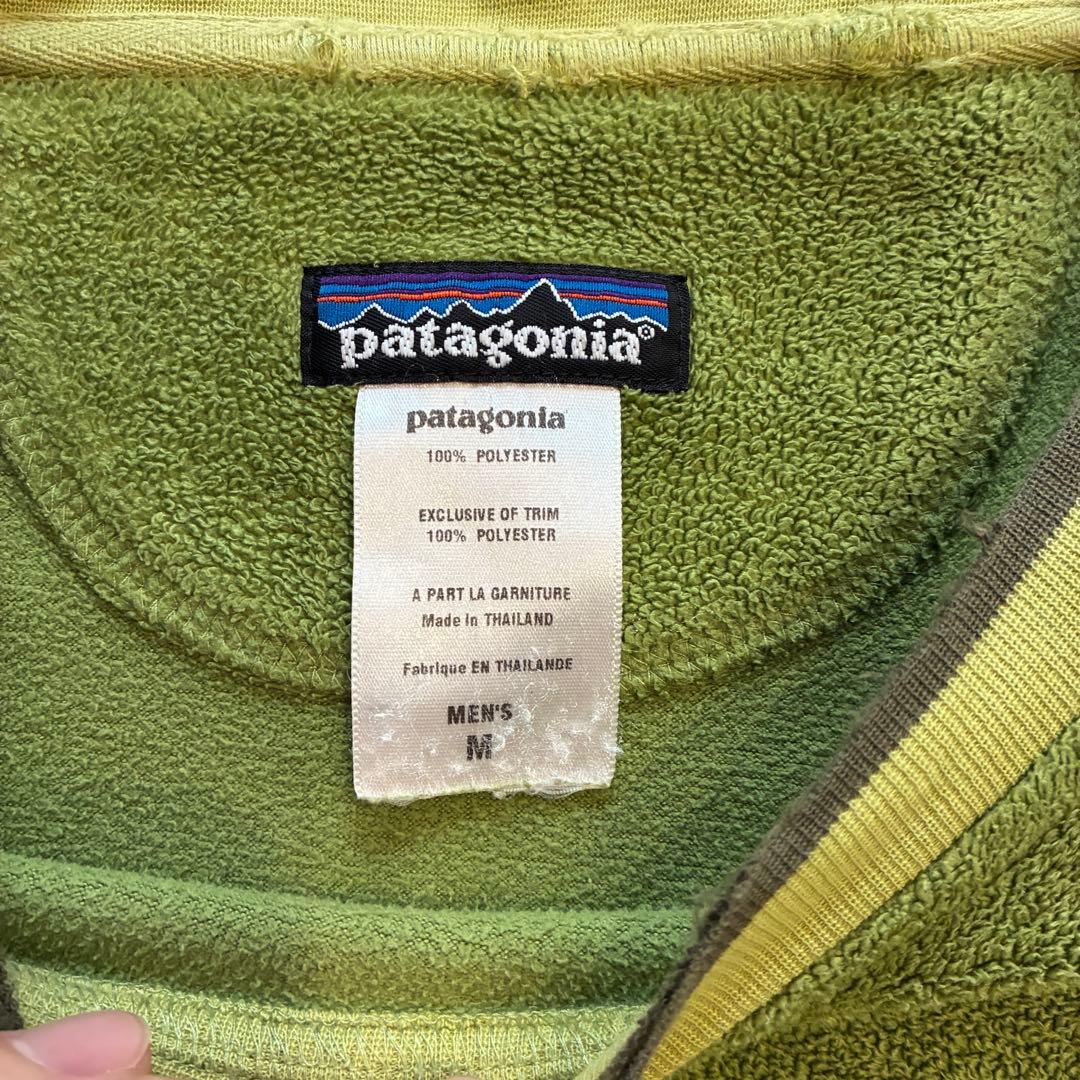 patagonia®
patagonia
100% POLYESTER
EXCLUSIVE OF TRIM
100% POLYESTER
A PART LA GARNITURE
Made in THAILAND
Fabrique EN THAILANDE
MEN'S
M